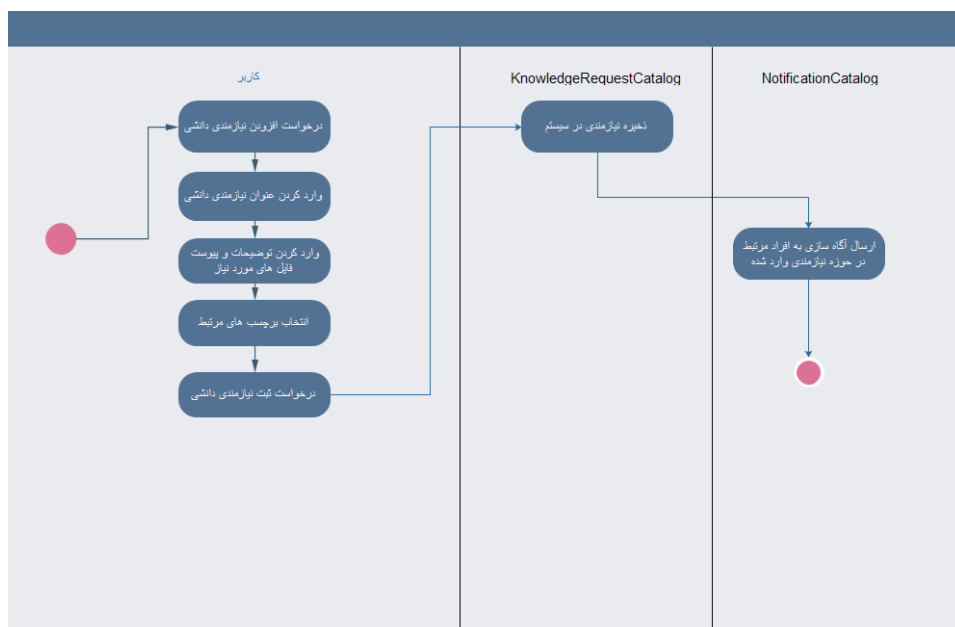 کاربر
KnowledgeRequestCatalog
NotificationCatalog
درخواست افزودن نیازمندی دانشی
وارد کردن عنوان نیازمندی دانشی
وارد کردن توضیحات و پیوست
فایل های مورد نیاز
انتخاب برچسب های مرتبط
درخواست ثبت نیازمندی دانشی
ذخیره نیازمندی در سیستم
ارسال آگاه سازی به افراد مرتبط
در حوزه نیازمندی وارد شده